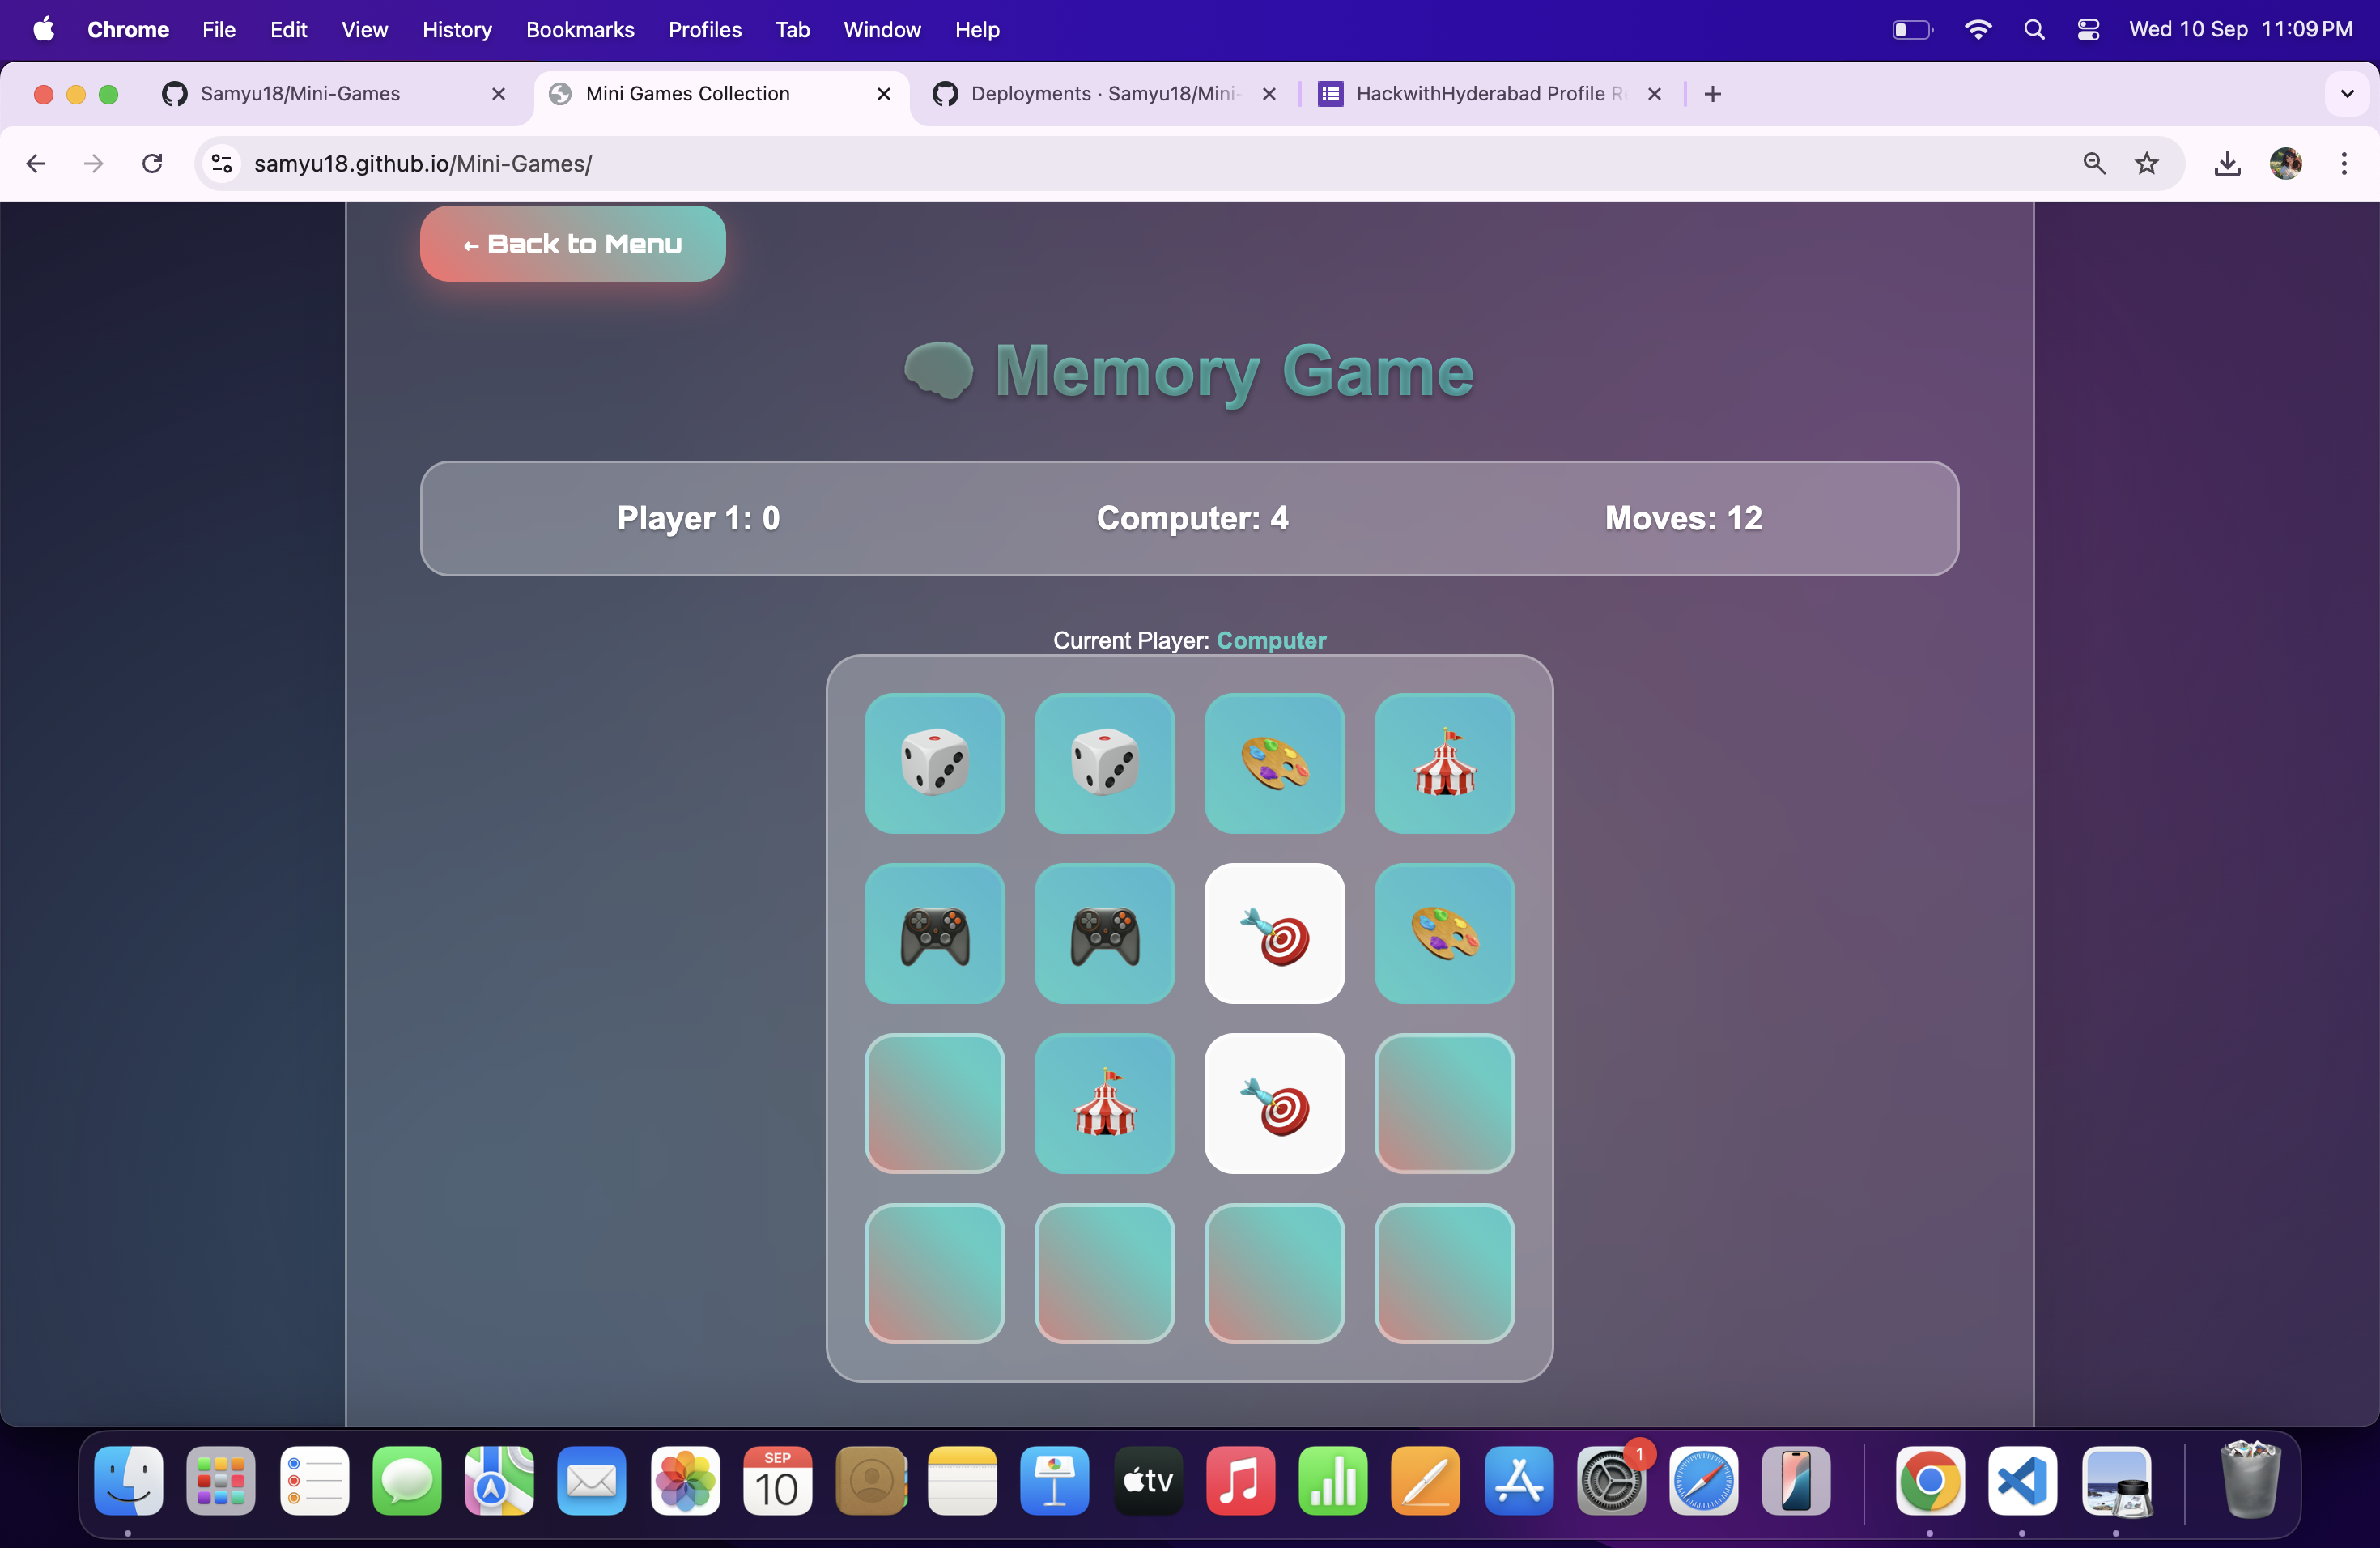 Chrome File Edit View History Bookmarks Profiles Tab Window Help Wed 10 Sep 11:09 PM
Samyu18/Mini-Games Mini Games Collection Deployments · Samyu18/Mini- HackwithHyderabad Profile R
samyu18.github.io/Mini-Games/
← Back to Menu
Memory Game
Player 1: 0 Computer: 4 Moves: 12
Current Player: Computer
SEP
10
tv
1